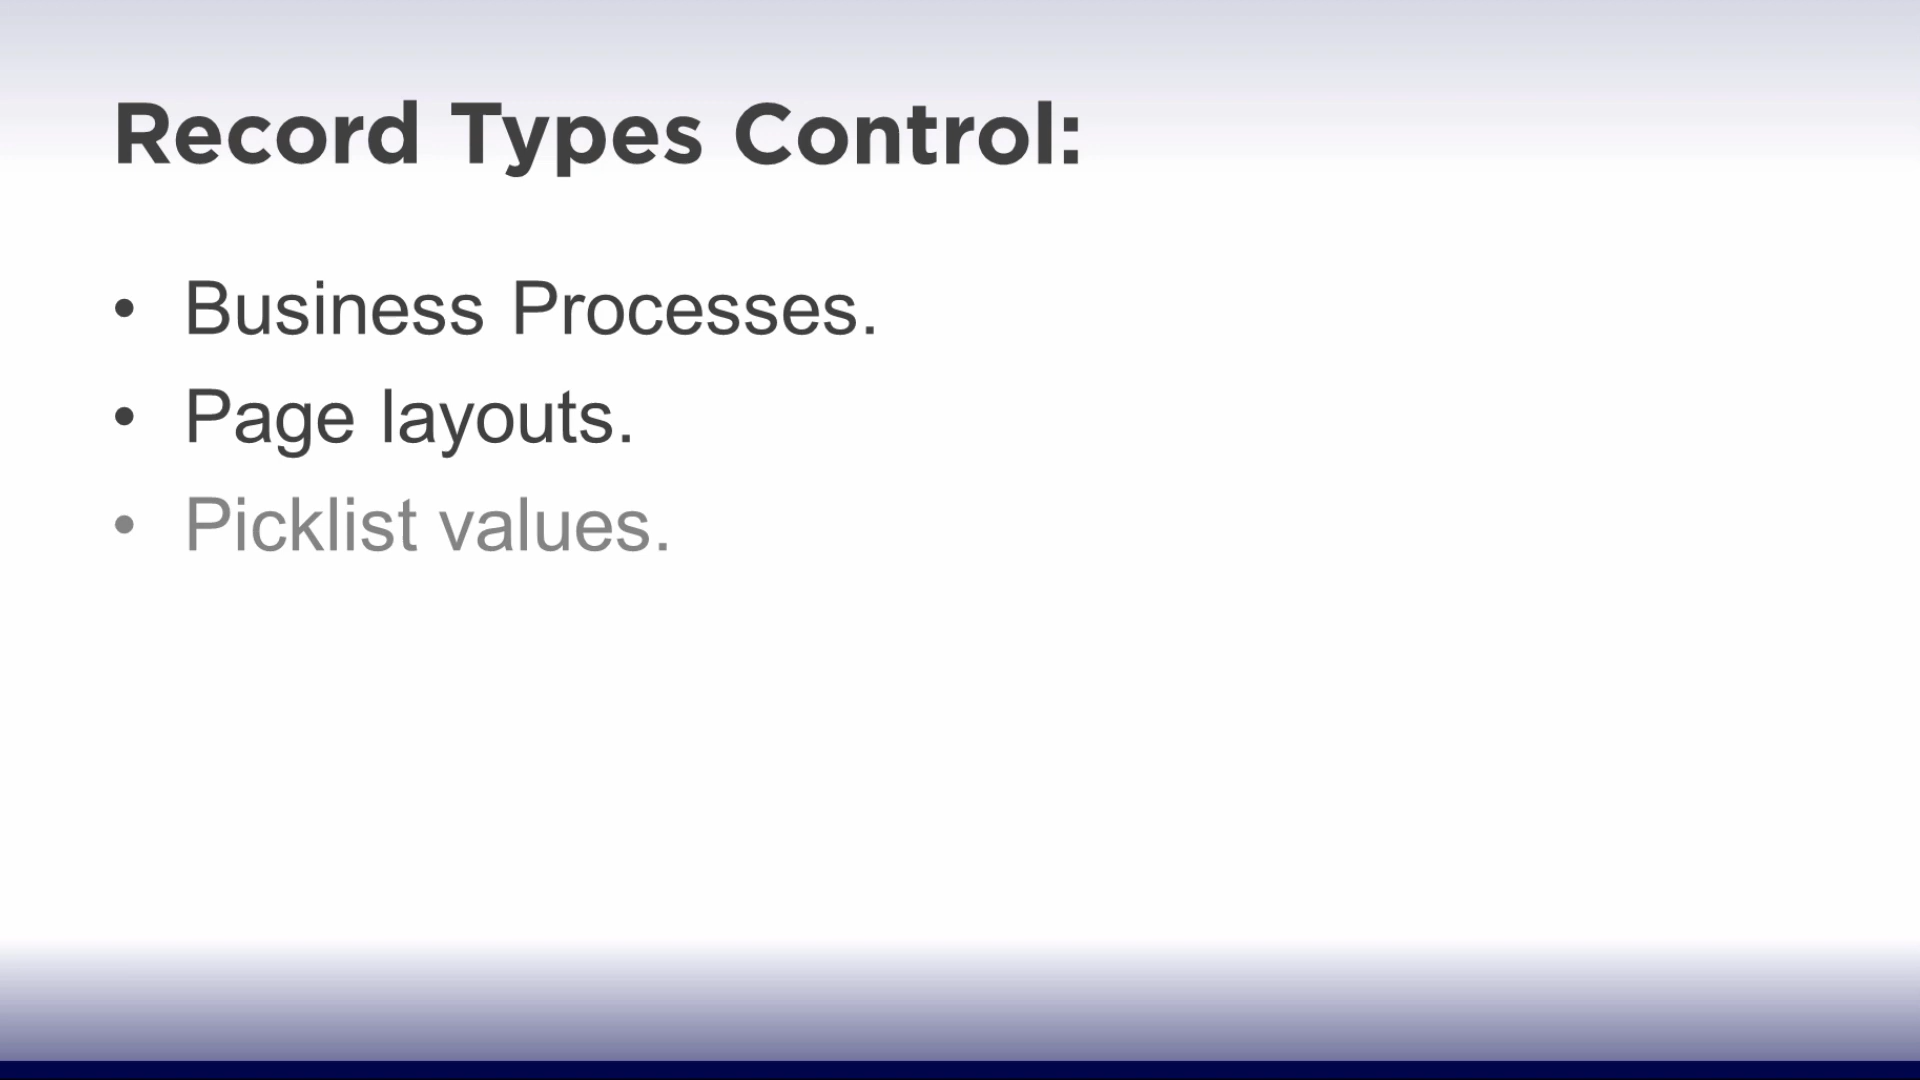 Record Types Control:
• Business Processes.
• Page layouts.
• Picklist values.